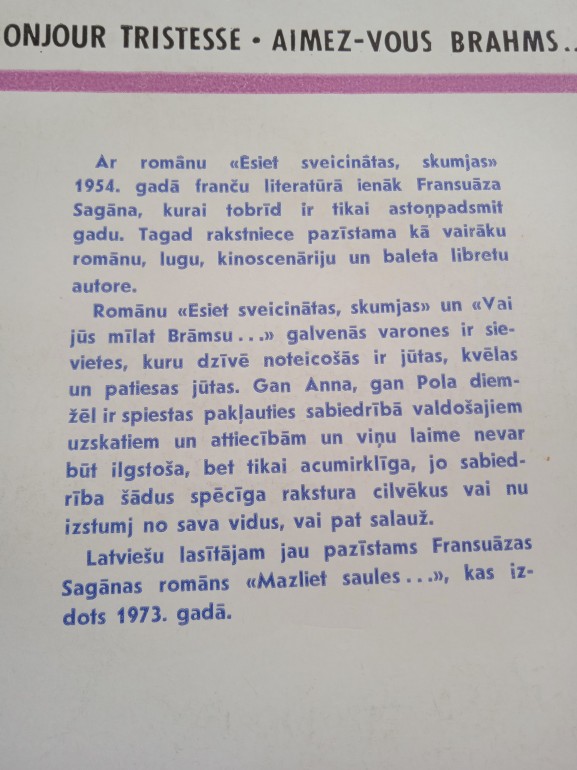 ONJOUR TRISTESSE • AIMEZ-VOUS BRAHMS..
Ar romānu «Esiet sveicinātas, skumjas»
1954. gadā franču literatūrā ienāk Fransuāza
Sagāna, kurai tobrīd ir tikai astoņpadsmit
gadu. Tagad rakstniece pazīstama kā vairāku
romānu, lugu, kinoscenāriju un baleta libretu
autore.
Romānu «Esiet sveicinātas, skumjas» un «Vai
jūs mīlat Brāmsu...» galvenās varones ir sie-
vietes, kuru dzīvē noteicošās ir jūtas, kvēlas
un patiesas jūtas. Gan Anna, gan Pola diem-
žēl ir spiestas pakļauties sabiedrībā valdošajiem
uzskatiem un attiecībām un viņu laime nevar
būt ilgstoša, bet tikai acumirklīga, jo sabied-
rība šādus spēcīga rakstura cilvēkus vai nu
izstumj no sava vidus, vai pat salauž.
Latviešu lasītājam jau pazīstams Fransuāzas
Sagānas romāns «Mazliet saules...», kas iz-
dots 1973. gadā.